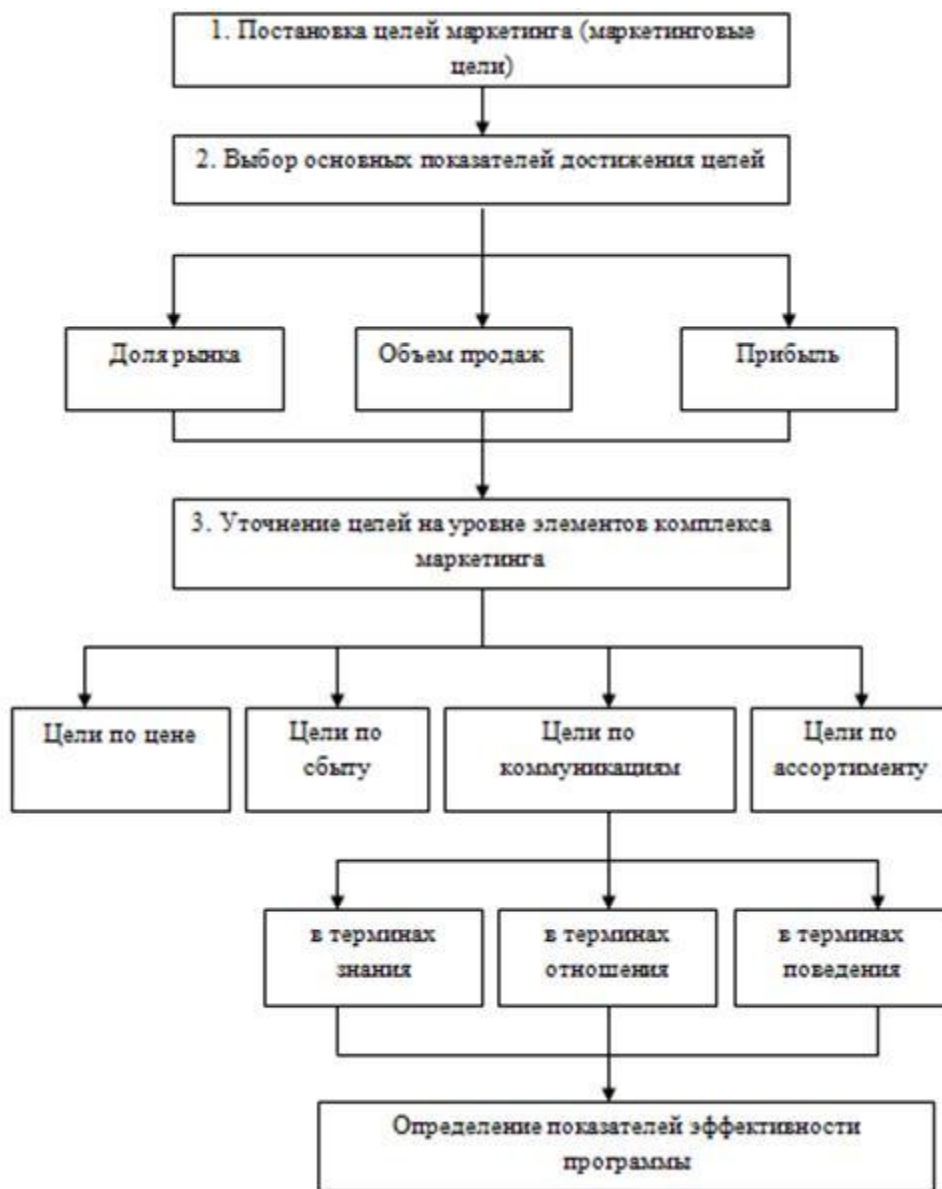 1. Постановка целей маркетинга (маркетинговые
цели)
2. Выбор основных показателей достижения целей
Доля рынка
Объем продаж
Прибыль
3. Уточнение целей на уровне элементов комплекса
маркетинга
Цели по цене
Цели по
сбыту
Цели по
коммуникациям
Цели по
ассортименту
в терминах
знания
в терминах
отношения
в терминах
поведения
Определение показателей эффективности
программы